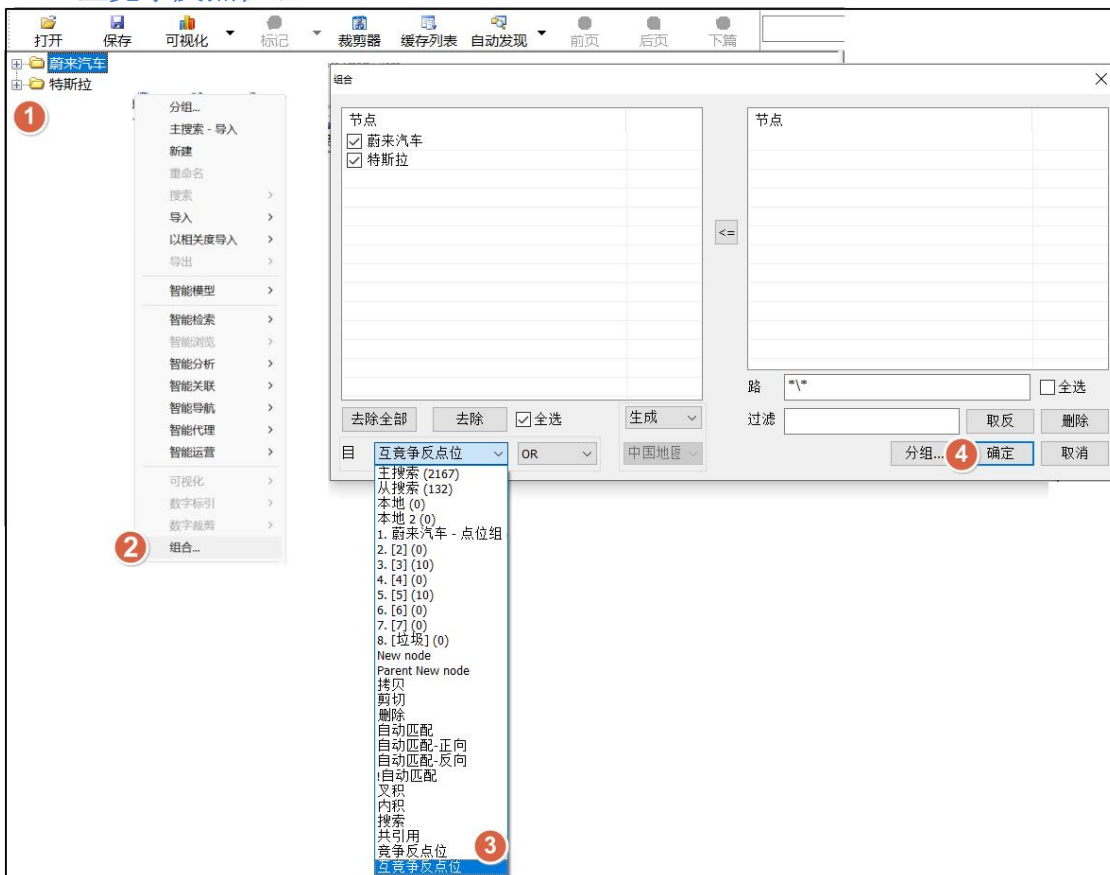 打开 保存 可视化 标记 裁剪器 缓存列表 自动发现 前页 后页 下篇
蔚来汽车
特斯拉
1
分组...
主搜索 - 导入
新建
重命名
搜索
导入
以相关度导入
导出
智能模型
智能检索
智能浏览
智能分析
智能关联
智能导航
智能代理
智能运营
可视化
数字标引
数字裁剪
2 组合...
组合
节点
蔚来汽车
特斯拉
<=
节点
路 *\* 全选
去除全部 去除 全选 生成
过滤 取反 删除
目 互竞争反点位 OR 中国地图
分组... 4 确定 取消
主搜索 (2167)
从搜索 (132)
本地 (0)
本地 2 (0)
1. 蔚来汽车 - 点位组
2. [2] (0)
3. [3] (10)
4. [4] (0)
5. [5] (10)
6. [6] (0)
7. [7] (0)
8. [垃圾] (0)
New node
Parent New node
拷贝
剪切
删除
自动匹配
自动匹配-正向
自动匹配-反向
!自动匹配
叉积
内积
搜索
共引用
竞争反点位 3
互竞争反点位